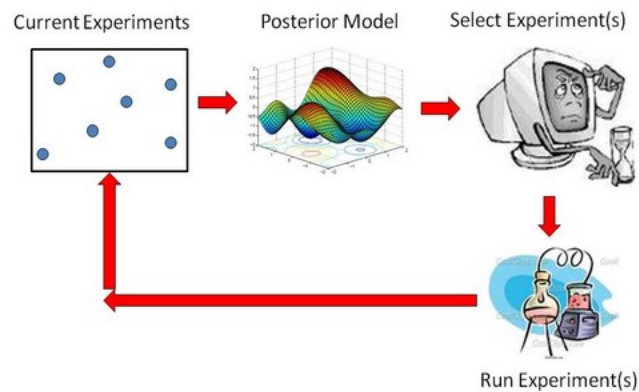 Current Experiments
Posterior Model
Select Experiment(s)
Run Experiment(s)